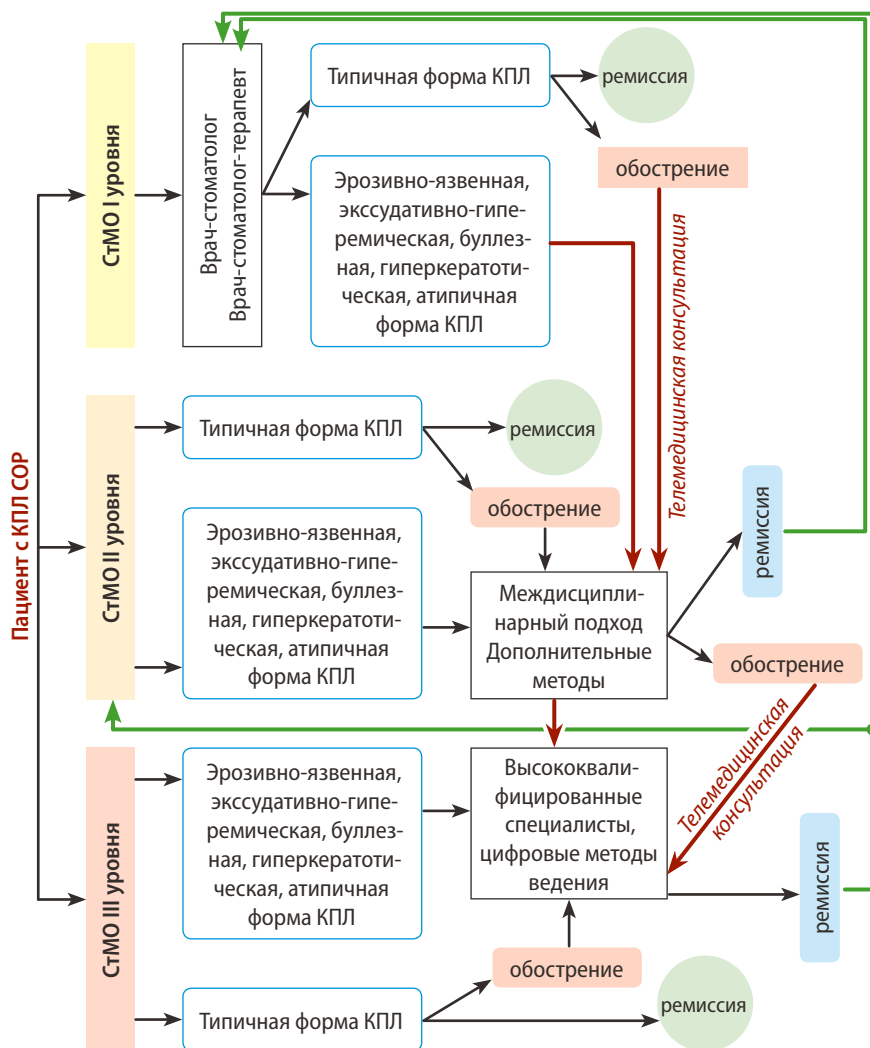 Пациент с КПЛ СОР
СтМО I уровня
Врач-стоматолог
Врач-стоматолог-терапевт
Типичная форма КПЛ
ремиссия
обострение
Эрозивно-язвенная,
экссудативно-гипе-
ремическая, буллез-
ная, гиперкератоти-
ческая, атипичная
форма КПЛ
Телемедицинская консультация
СтМО II уровня
Типичная форма КПЛ
ремиссия
обострение
Эрозивно-язвенная,
экссудативно-гипе-
ремическая, буллез-
ная, гиперкератоти-
ческая, атипичная
форма КПЛ
Междисципли-
нарный подход
Дополнительные
методы
ремиссия
обострение
Телемедицинская
консультация
СтМО III уровня
Эрозивно-язвенная,
экссудативно-гипе-
ремическая, буллез-
ная, гиперкератоти-
ческая, атипичная
форма КПЛ
Высококвали-
фицированные
специалисты,
цифровые методы
ведения
ремиссия
обострение
Типичная форма КПЛ
ремиссия